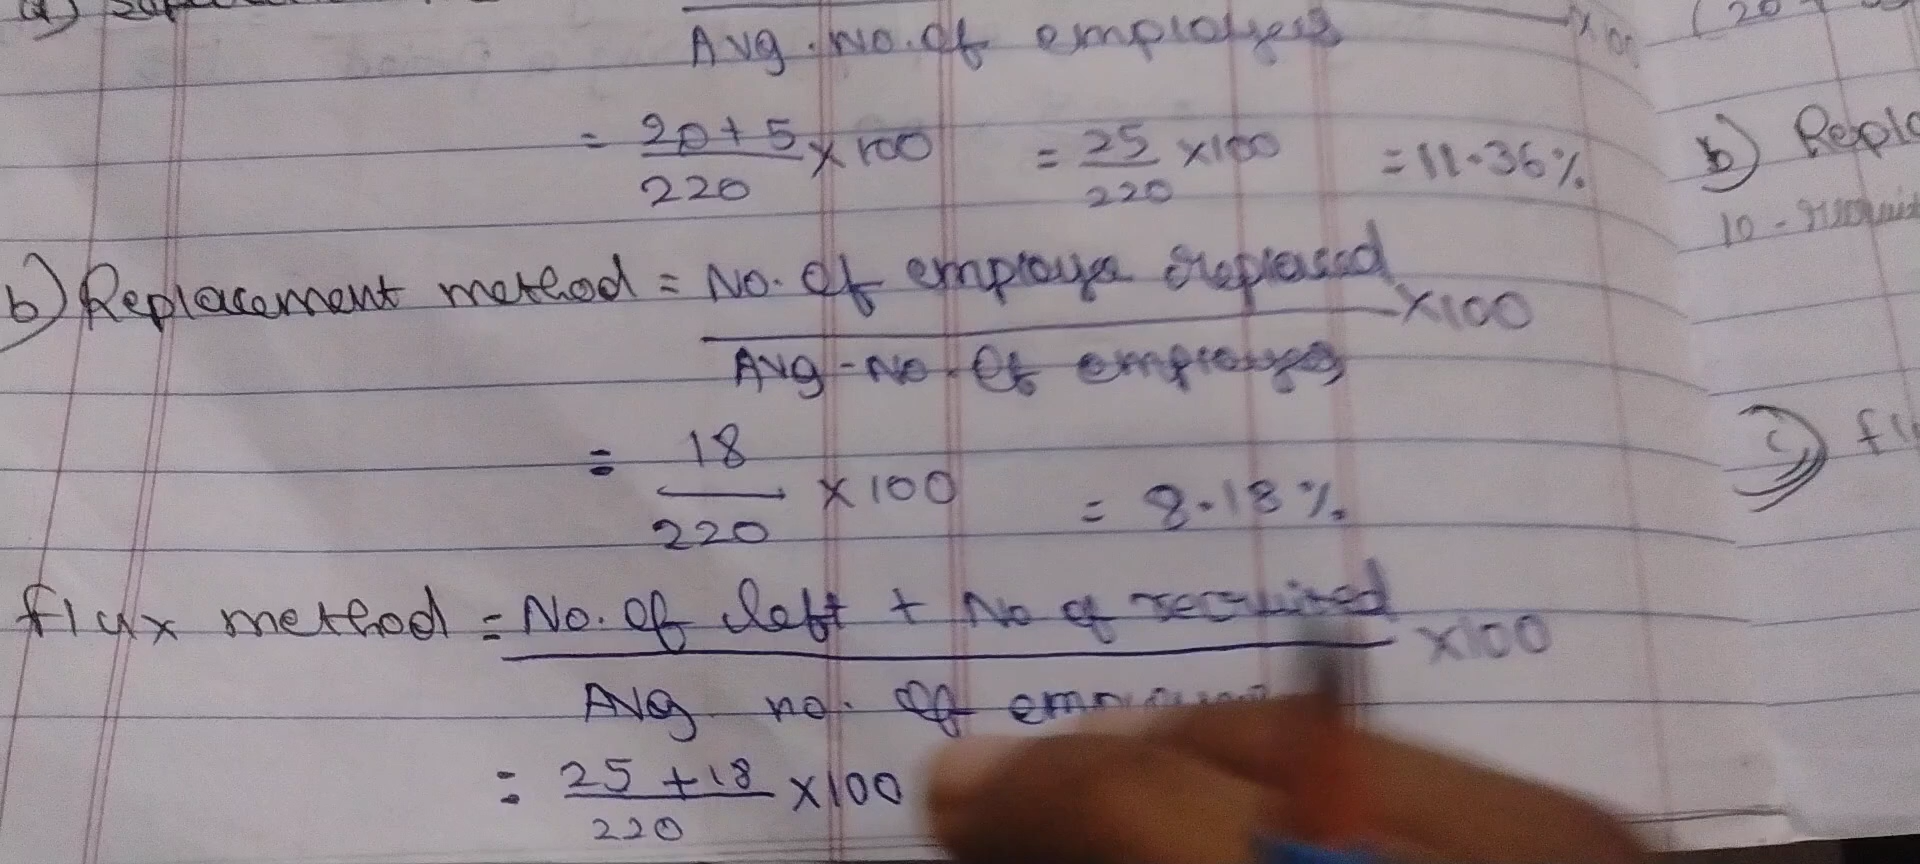 Avg. No. of employees
(20
= 20+5/220 x 100 = 25/220 x100 = 11.36%
b) Replacement method = No. of employee replaced/Avg-No. of employees x100
= 18/220 x 100 = 8.18%
flux method = No. of left + No of recruited/Avg no. of x100
= 25+18/220 x100
b)
10 -
c)